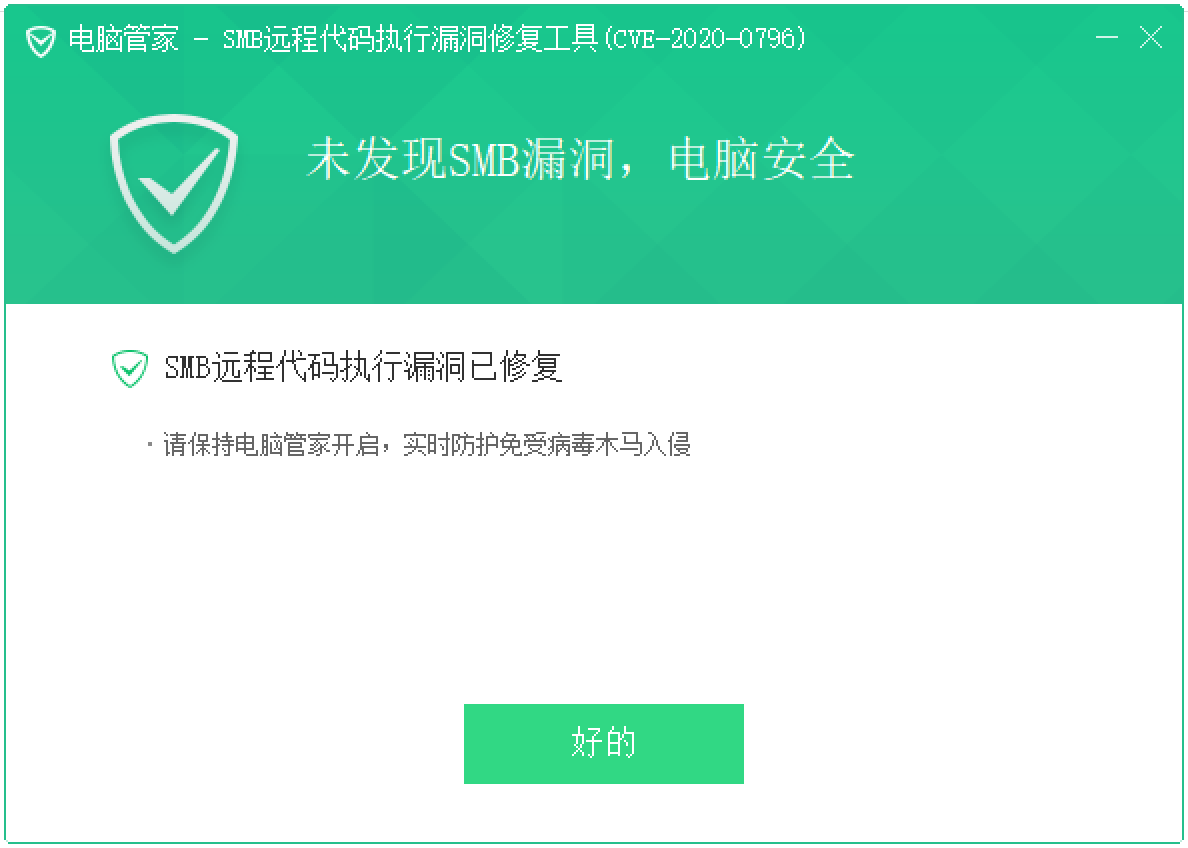 电脑管家 - SMB远程代码执行漏洞修复工具(CVE-2020-0796)
未发现SMB漏洞，电脑安全
SMB远程代码执行漏洞已修复
·请保持电脑管家开启，实时防护免受病毒木马入侵
好的